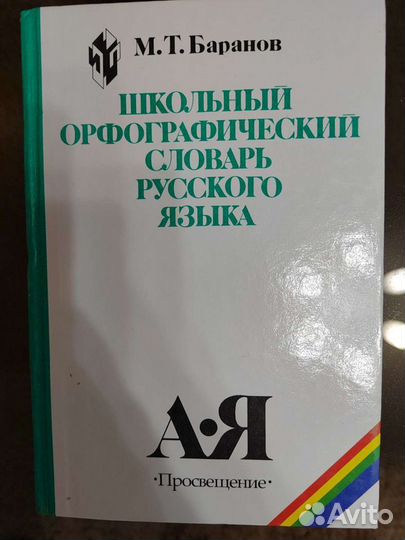 М.Т. Баранов
ШКОЛЬНЫЙ
ОРФОГРАФИЧЕСКИЙ
СЛОВАРЬ
РУССКОГО
ЯЗЫКА
А•Я
•Просвещение•
Avito